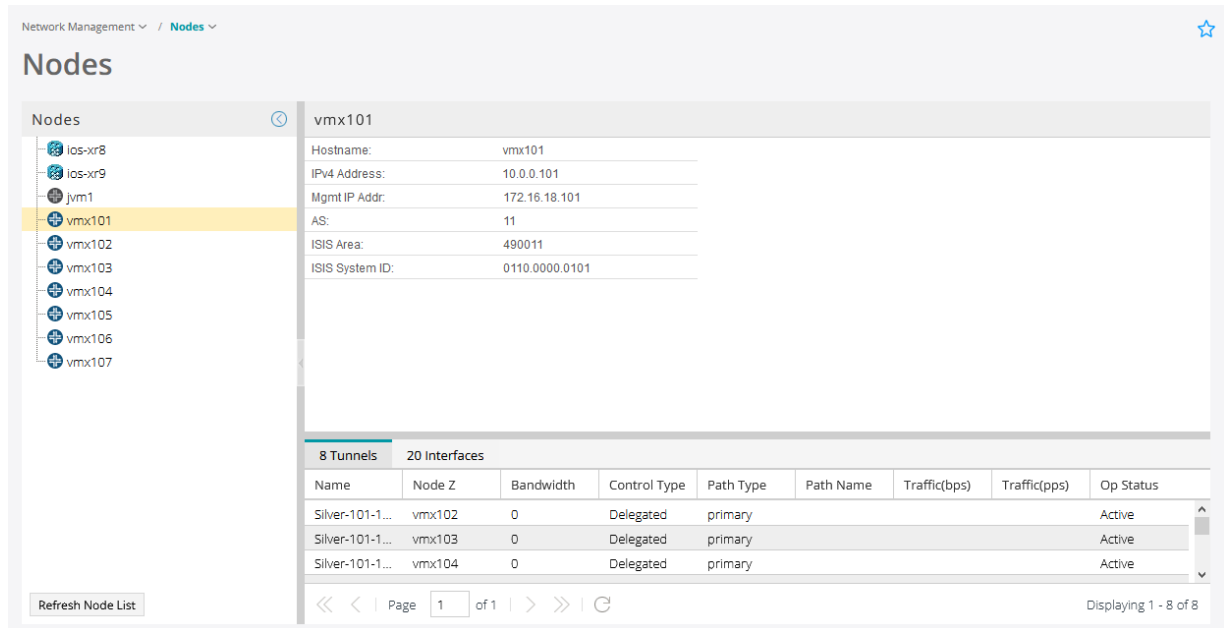 Network Management / Nodes
Nodes
Nodes
ios-xr8
ios-xr9
jvm1
vmx101
vmx102
vmx103
vmx104
vmx105
vmx106
vmx107
Refresh Node List
vmx101
Hostname: vmx101
IPv4 Address: 10.0.0.101
Mgmt IP Addr: 172.16.18.101
AS: 11
ISIS Area: 490011
ISIS System ID: 0110.0000.0101
8 Tunnels 20 Interfaces
Name Node Z Bandwidth Control Type Path Type Path Name Traffic(bps) Traffic(pps) Op Status
Silver-101-1... vmx102 0 Delegated primary Active
Silver-101-1... vmx103 0 Delegated primary Active
Silver-101-1... vmx104 0 Delegated primary Active
Page 1 of 1 Displaying 1 - 8 of 8